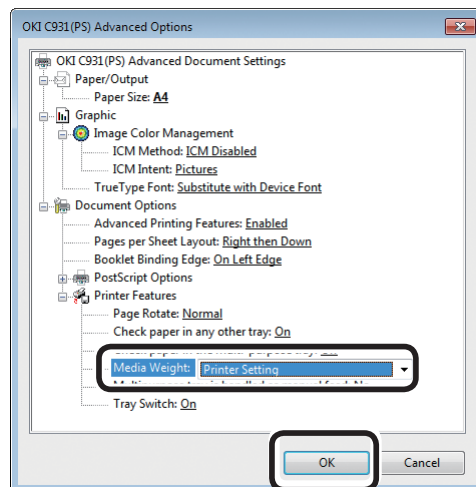 OKI C931(PS) Advanced Options
OKI C931(PS) Advanced Document Settings
Paper/Output
Paper Size: A4
Graphic
Image Color Management
ICM Method: ICM Disabled
ICM Intent: Pictures
TrueType Font: Substitute with Device Font
Document Options
Advanced Printing Features: Enabled
Pages per Sheet Layout: Right then Down
Booklet Binding Edge: On Left Edge
PostScript Options
Printer Features
Page Rotate: Normal
Check paper in any other tray: On
Media Weight: Printer Setting
Tray Switch: On
OK Cancel